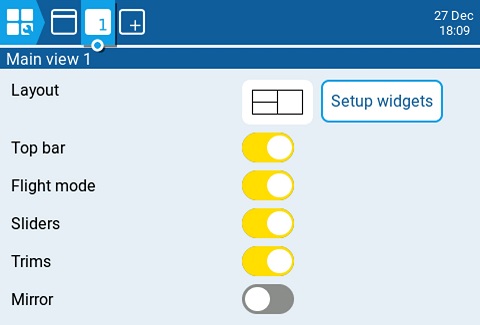 27 Dec
18:09
1
Main view 1
Layout
Setup widgets
Top bar
Flight mode
Sliders
Trims
Mirror